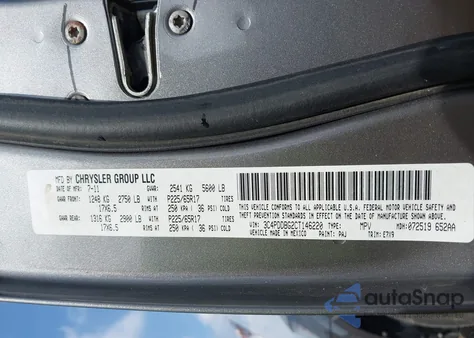 MFD BY CHRYSLER GROUP LLC
DATE OF MFR: 7-11 GVWR: 2541 KG 5600 LB
GAWR FRONT: 1248 KG 2750 LB WITH P225/65R17 TIRES
17X6.5 RIMS AT 250 KPA ( 36 PSI) COLD
GAWR REAR: 1316 KG 2900 LB WITH P225/65R17 TIRES
17X6.5 RIMS AT 250 KPA ( 36 PSI) COLD
THIS VEHICLE CONFORMS TO ALL APPLICABLE U.S.A. FEDERAL MOTOR VEHICLE SAFETY AND
THEFT PREVENTION STANDARDS IN EFFECT ON THE DATE OF MANUFACTURE SHOWN ABOVE.
VIN: 3C4PDDBG2CT146220 TYPE: MPV MDH: 072519 652AA
VEHICLE MADE IN MEXICO PAINT: PAJ TRIM: E7V9
autoSnap